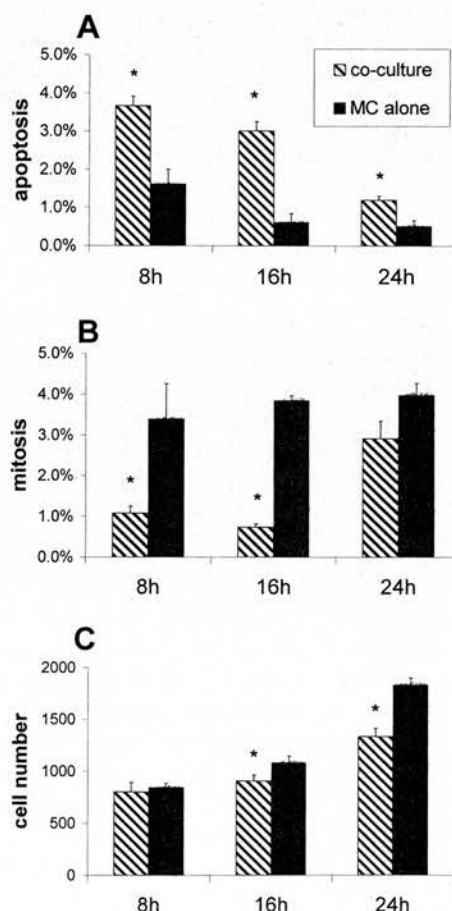 A
5.0%
4.0%
3.0%
2.0%
1.0%
0.0%
apoptosis
* * *
co-culture
MC alone
8h 16h 24h
B
5.0%
4.0%
3.0%
2.0%
1.0%
0.0%
mitosis
* *
8h 16h 24h
C
2000
1500
1000
500
0
cell number
* *
8h 16h 24h